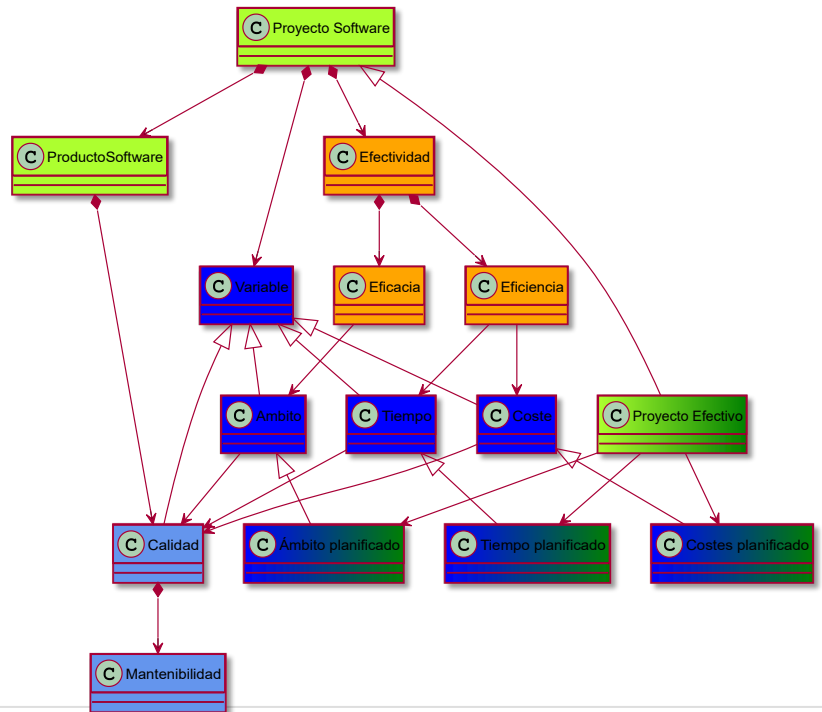 C Proyecto Software
C ProductoSoftware
C Efectividad
C Variable
C Eficacia
C Eficiencia
C Ambito
C Tiempo
C Coste
C Proyecto Efectivo
C Calidad
C Ámbito planificado
C Tiempo planificado
C Costes planificado
C Mantenibilidad